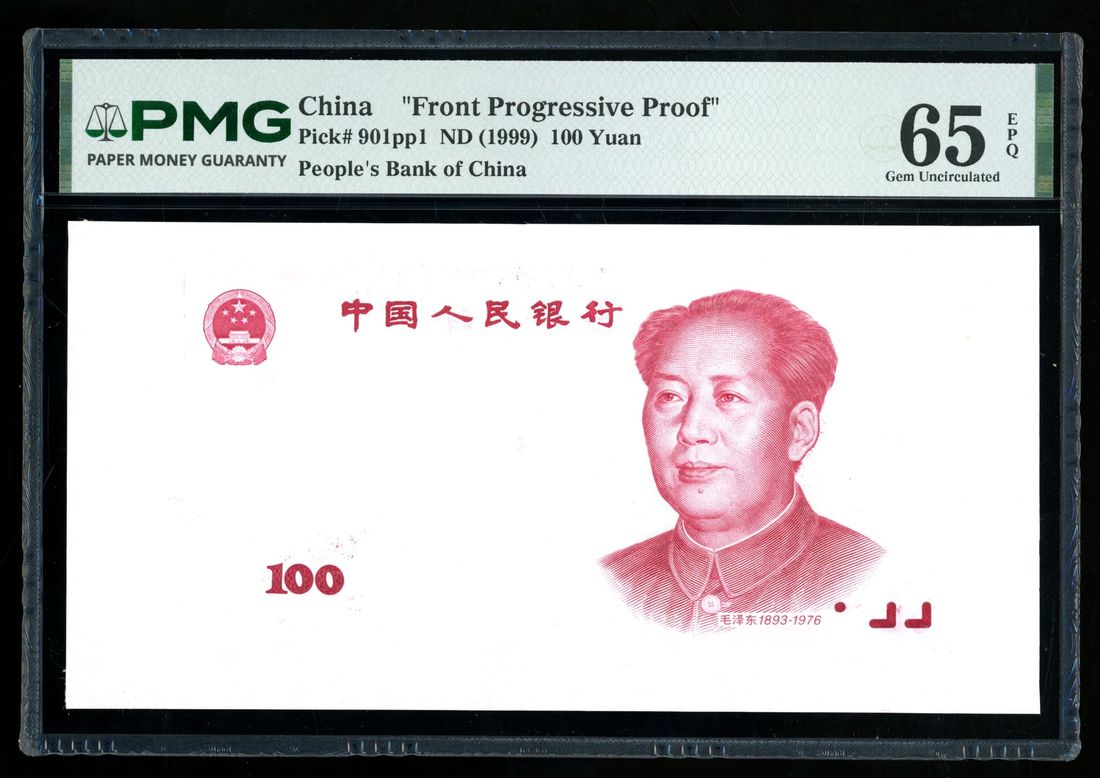 PMG
PAPER MONEY GUARANTY
China "Front Progressive Proof"
Pick# 901pp1 ND (1999) 100 Yuan
People's Bank of China
65
EPQ
Gem Uncirculated
中国人民银行
100
毛泽东1893-1976